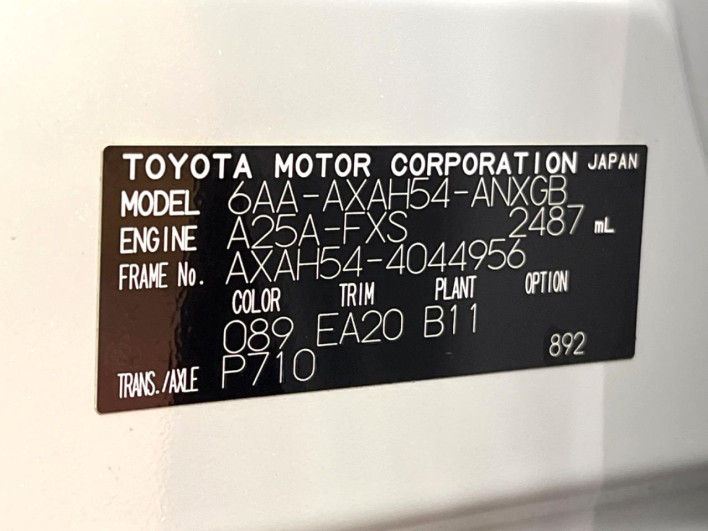 TOYOTA MOTOR CORPORATION JAPAN
MODEL 6AA-AXAH54-ANXGB
ENGINE A25A-FXS 2487 mL
FRAME No. AXAH54-4044956
COLOR TRIM PLANT OPTION
089 EA20 B11
TRANS./AXLE P710 892